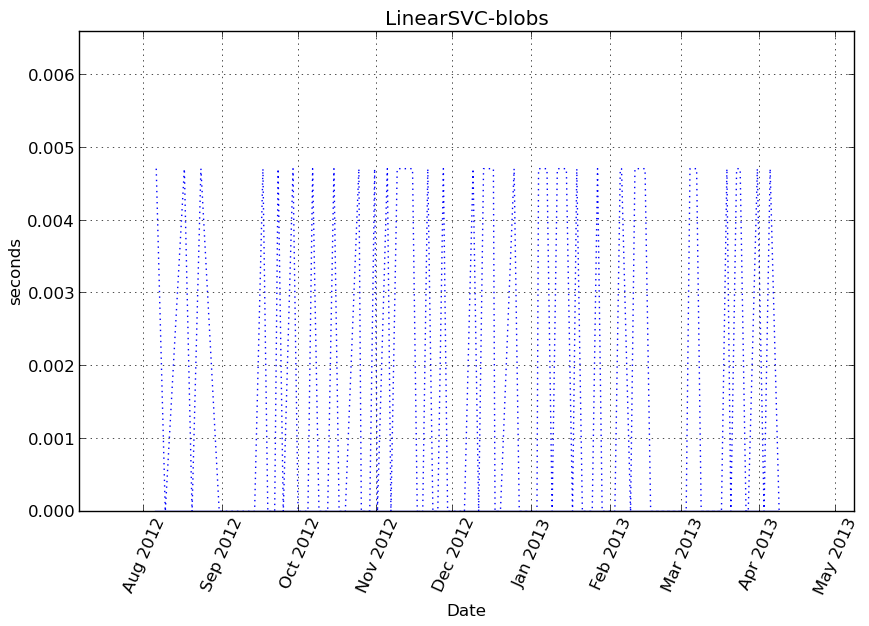 LinearSVC-blobs
seconds
0.006
0.005
0.004
0.003
0.002
0.001
0.000
Aug 2012
Sep 2012
Oct 2012
Nov 2012
Dec 2012
Jan 2013
Feb 2013
Mar 2013
Apr 2013
May 2013
Date